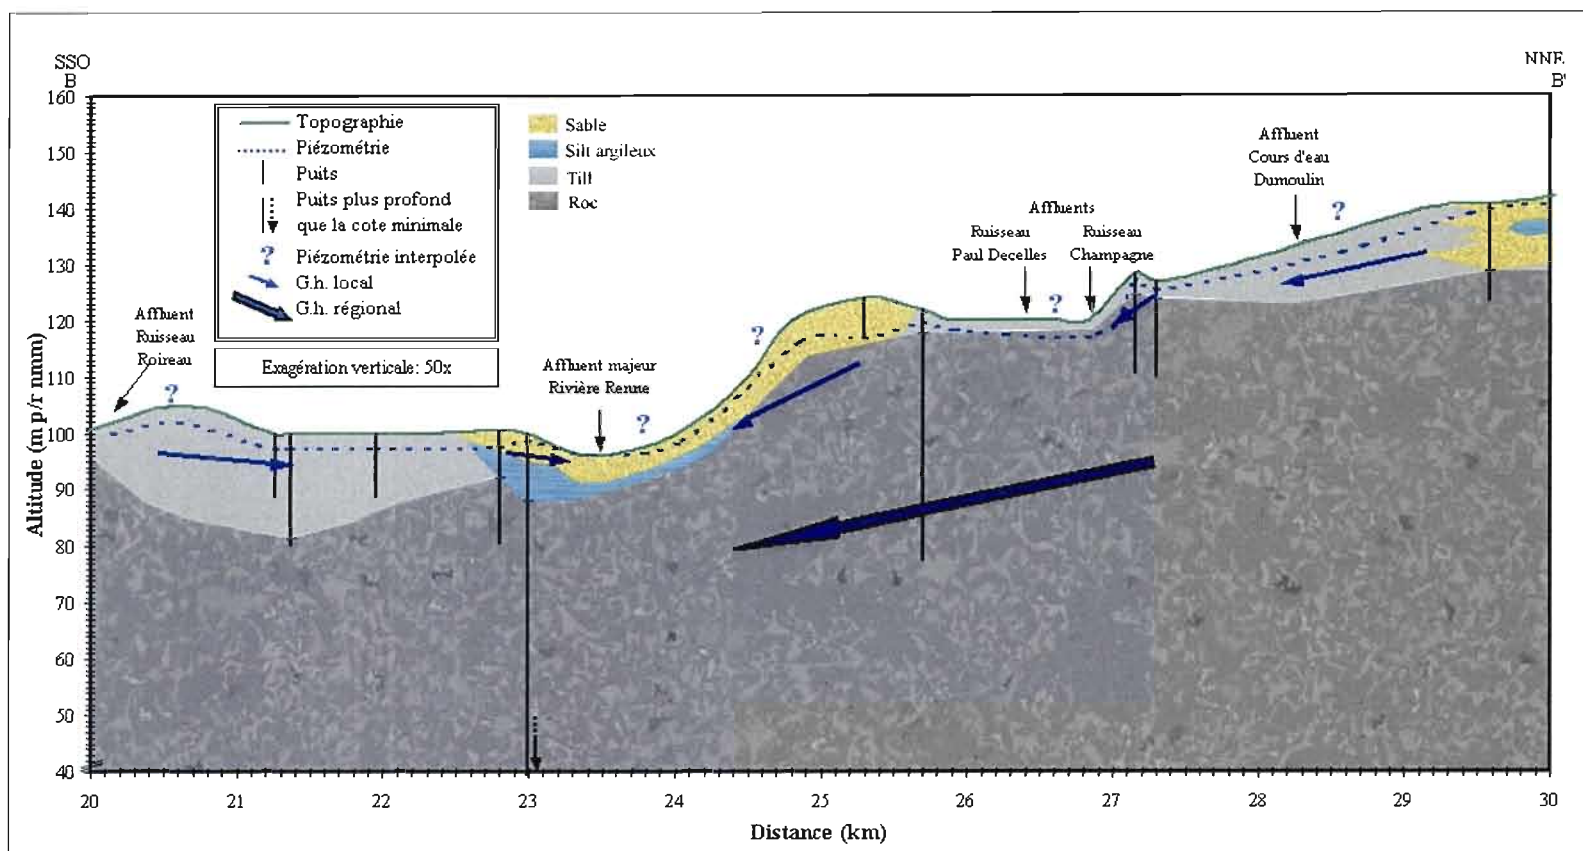 SSO
B
NNE
B'
160
150
140
130
120
110
100
90
80
70
60
50
40
Altitude (m p/r nmm)
Topographie
Piézométrie
Puits
Puits plus profond
que la cote minimale
? Piézométrie interpolée
G.h. local
G.h. régional
Exagération verticale: 50x
Sable
Silt argileux
Till
Roc
Affluent
Ruisseau
Roireau
?
Affluent majeur
Rivière Renne
?
?
Affluents
Ruisseau
Paul Decelles
Ruisseau
Champagne
?
Affluent
Cours d'eau
Dumoulin
?
20
21
22
23
24
25
26
27
28
29
30
Distance (km)